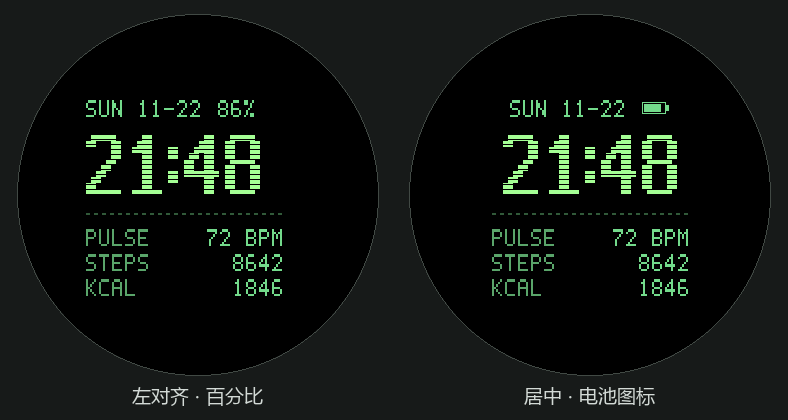 SUN 11-22 86%
21:48
PULSE 72 BPM
STEPS 8642
KCAL 1846
左对齐 · 百分比
SUN 11-22
21:48
PULSE 72 BPM
STEPS 8642
KCAL 1846
居中 · 电池图标